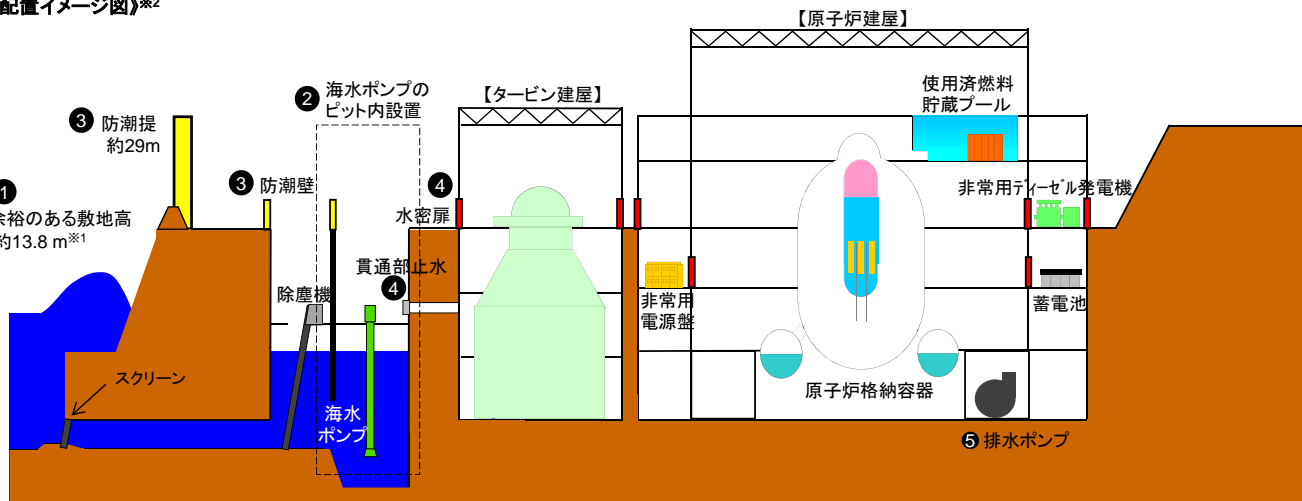 配置イメージ図》※2
【原子炉建屋】
❷ 海水ポンプの
ピット内設置
【タービン建屋】
使用済燃料
貯蔵プール
❸ 防潮提
約29m
❸ 防潮壁
❹
水密扉
非常用ディーゼル発電機
❶
余裕のある敷地高
約13.8 m※1
貫通部止水
❹
除塵機
非常用
電源盤
蓄電池
スクリーン
原子炉格納容器
海水
ポンプ
❺ 排水ポンプ